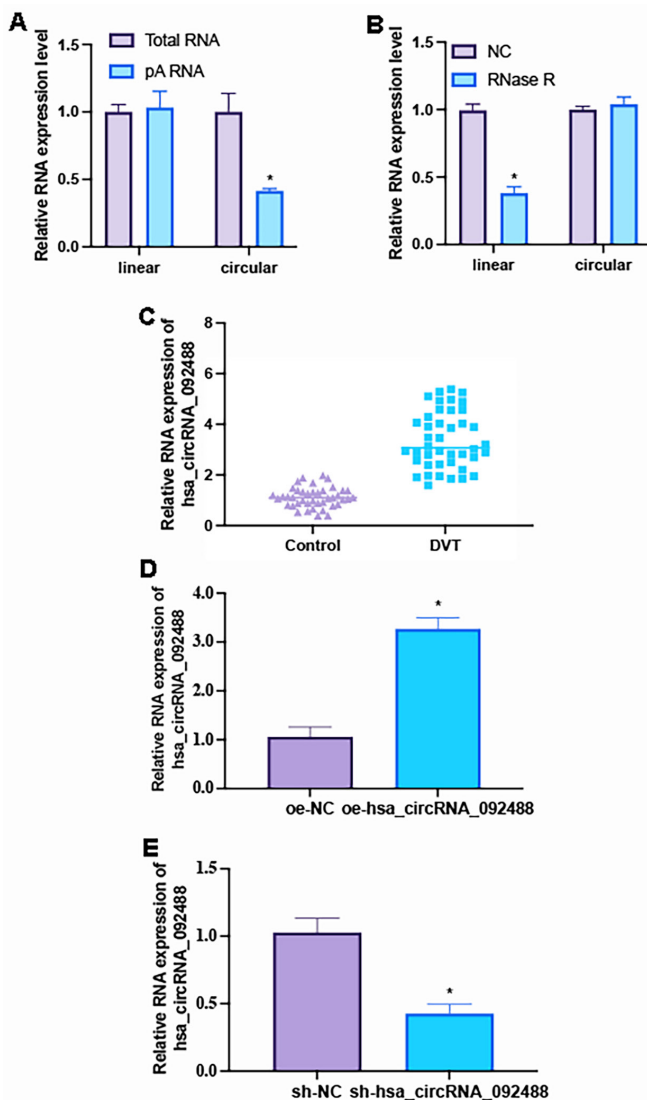 A
Relative RNA expression level
1.5
1.0
0.5
0.0
Total RNA
pA RNA
*
linear circular
B
Relative RNA expression level
1.5
1.0
0.5
0.0
NC
RNase R
*
linear circular
C
Relative RNA expression of
hsa_circRNA_092488
8
6
4
2
0
Control DVT
D
Relative RNA expression of
hsa_circRNA_092488
4.0
3.0
2.0
1.0
0.0
*
oe-NC oe-hsa_circRNA_092488
E
Relative RNA expression of
hsa_circRNA_092488
1.5
1.0
0.5
0.0
*
sh-NC sh-hsa_circRNA_092488